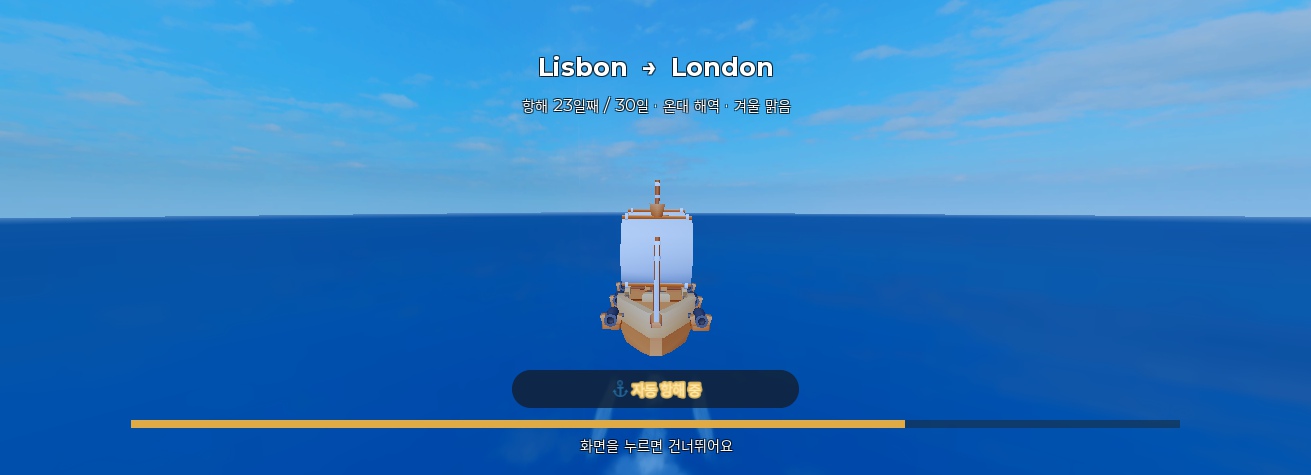 Lisbon → London
항해 23일째 / 30일 · 온대 해역 · 겨울 맑음
⚓ 자동 항해 중
화면을 누르면 건너뛰어요